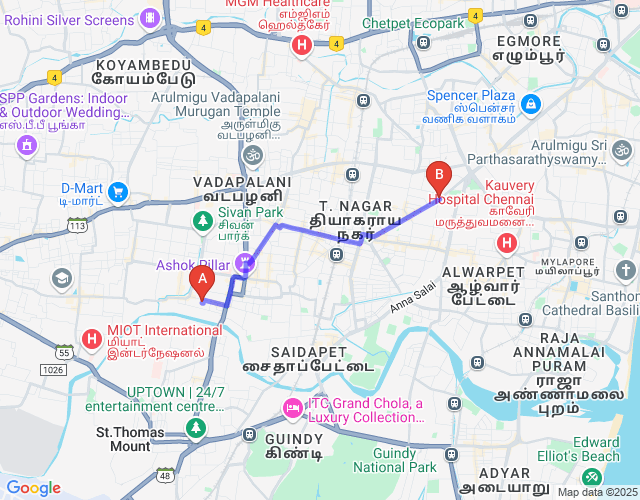 MGM Healthcare
எம்ஜிஎம்
ஹெல்த்கேர்
Rohini Silver Screens
Chetpet Ecopark
4
4
4
EGMORE
எழும்பூர்
KOYAMBEDU
கோயம்பேடு
SPP Gardens: Indoor
& Outdoor Wedding...
எஸ்.பி.பி பூங்கா
Arulmigu Vadapalani
Murugan Temple
அருள்மிகு
வடபழனி...
Spencer Plaza
ஸ்பென்சர்
வணிக வளாகம்
Arulmigu Sri
Parthasarathyswamy...
D-Mart
டி-மார்ட்
VADAPALANI
வடபழனி
B
Kauvery
Hospital Chennai
காவேரி
மருத்துவமனை...
T. NAGAR
தியாகராய
நகர்
Sivan Park
சிவன்
பார்க்
113
Ashok Pillar
A
ALWARPET
ஆழ்வார்
பேட்டை
MYLAPORE
மயிலாப்பூர்
Santhome
Cathedral Basilica
Anna Salai
MIOT International
மியாட்
இன்டர்நேஷனல்
55
1026
SAIDAPET
சைதாப்பேட்டை
RAJA
ANNAMALAI
PURAM
ராஜா
அண்ணாமலை
புறம்
UPTOWN | 24/7
entertainment centre...
ITC Grand Chola, a
Luxury Collection...
St.Thomas
Mount
GUINDY
கிண்டி
Guindy
National Park
Edward
Elliot's Beach
48
ADYAR
அடையாறு
Google
Map data ©2025